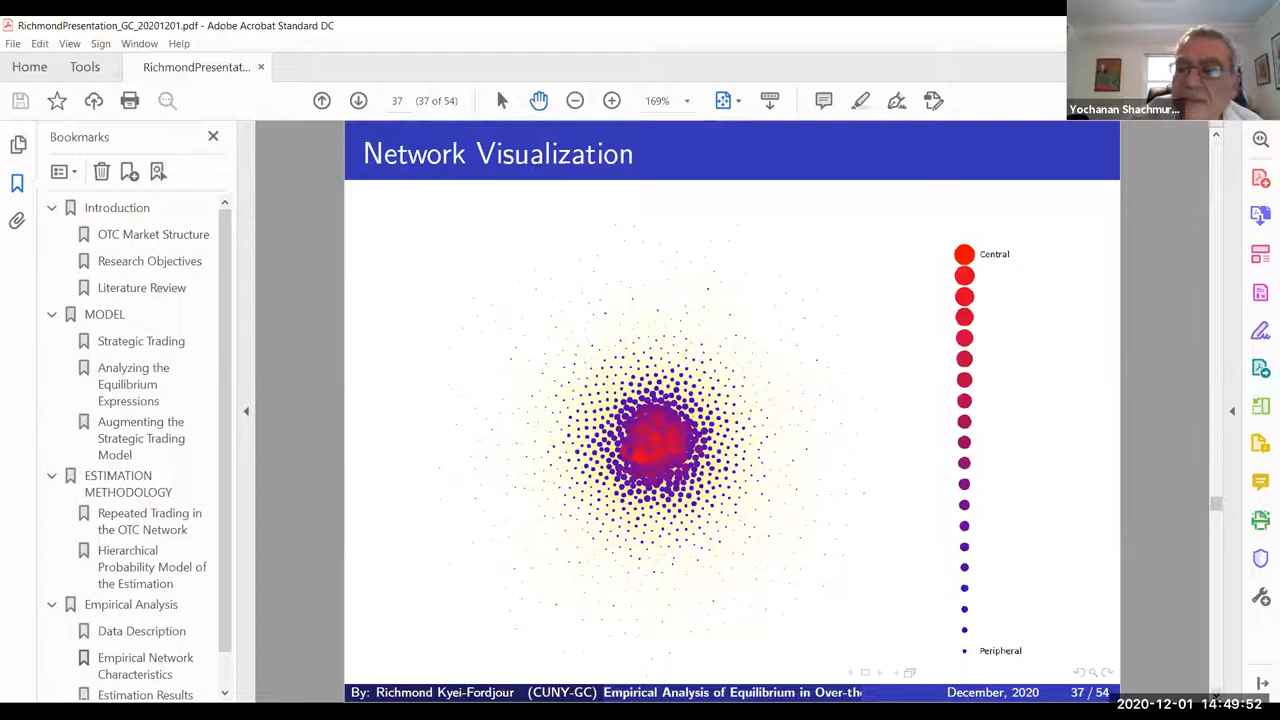 RichmondPresentation_GC_20201201.pdf - Adobe Acrobat Standard DC
File Edit View Sign Window Help
Home Tools RichmondPresentat... ×
37 (37 of 54) 169%
Yochanan Shachmur...
Bookmarks
Introduction
OTC Market Structure
Research Objectives
Literature Review
MODEL
Strategic Trading
Analyzing the
Equilibrium
Expressions
Augmenting the
Strategic Trading
Model
ESTIMATION
METHODOLOGY
Repeated Trading in
the OTC Network
Hierarchical
Probability Model of
the Estimation
Empirical Analysis
Data Description
Empirical Network
Characteristics
Estimation Results
Network Visualization
Central
Peripheral
By: Richmond Kyei-Fordjour (CUNY-GC) Empirical Analysis of Equilibrium in Over-the December, 2020 37 / 54
2020-12-01 14:49:52